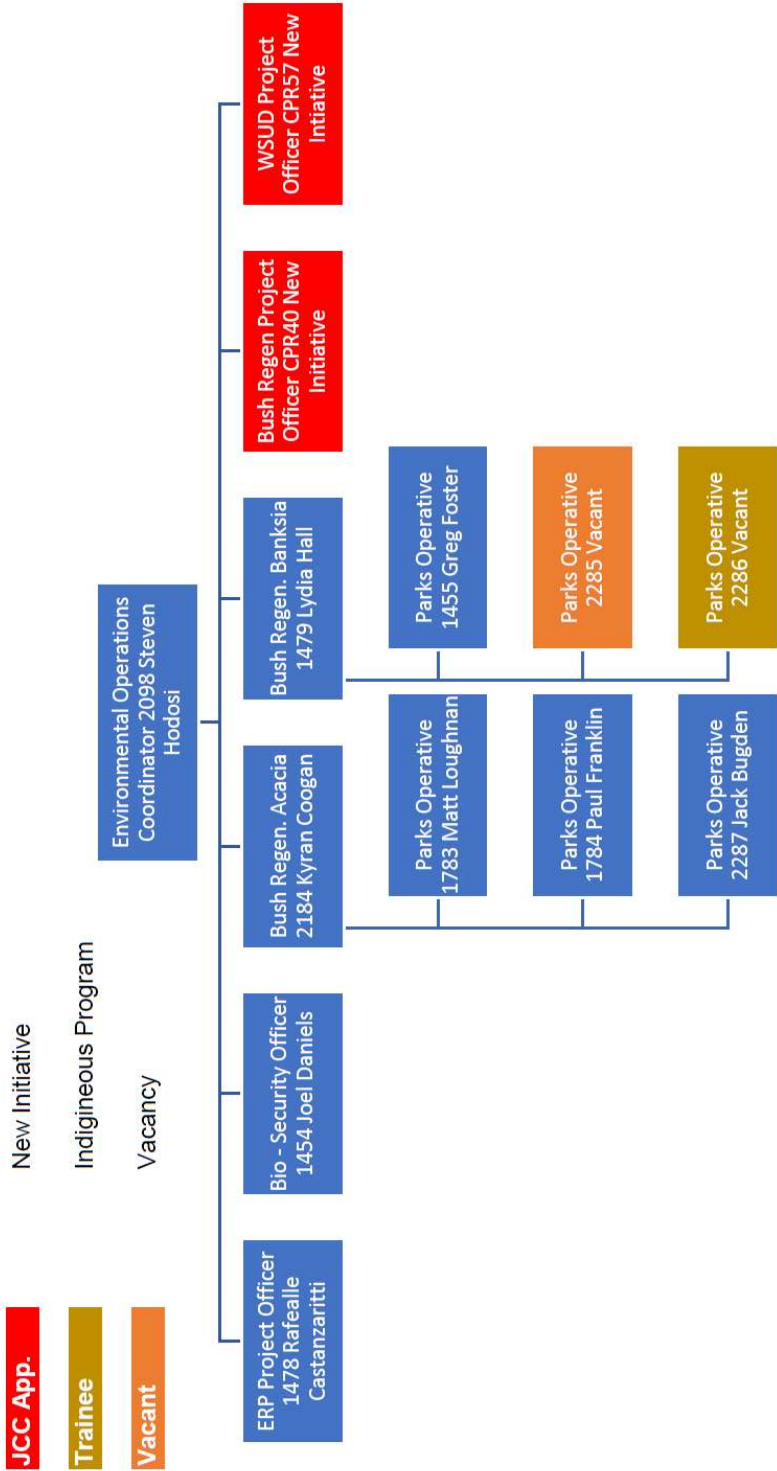 JCC App.
New Initiative
Trainee
Indigineous Program
Vacant
Vacancy
Environmental Operations
Coordinator 2098 Steven
Hodosi
ERP Project Officer
1478 Rafealle
Castanzaritti
Bio - Security Officer
1454 Joel Daniels
Bush Regen. Acacia
2184 Kyran Coogan
Bush Regen. Banksia
1479 Lydia Hall
Bush Regen Project
Officer CPR40 New
Initiative
WSUD Project
Officer CPR57 New
Intiative
Parks Operative
1783 Matt Loughnan
Parks Operative
1784 Paul Franklin
Parks Operative
2287 Jack Bugden
Parks Operative
1455 Greg Foster
Parks Operative
2285 Vacant
Parks Operative
2286 Vacant